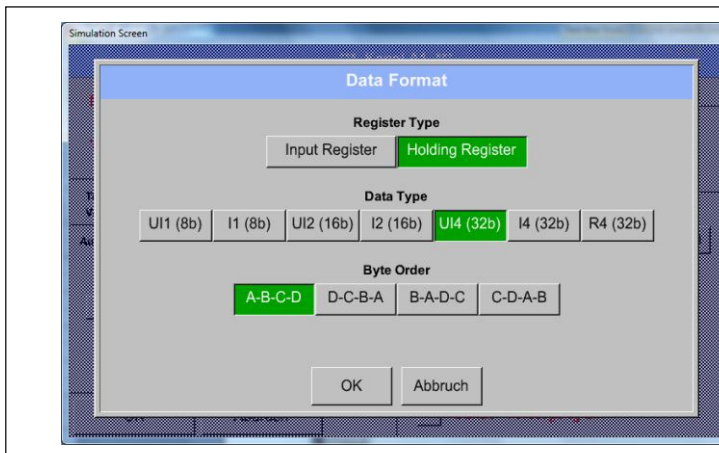 Simulation Screen
Data Format
Register Type
Input Register Holding Register
Data Type
UI1 (8b) I1 (8b) UI2 (16b) I2 (16b) UI4 (32b) I4 (32b) R4 (32b)
Byte Order
A-B-C-D D-C-B-A B-A-D-C C-D-A-B
OK Abbruch